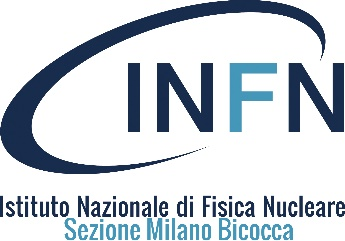 INFN
Istituto Nazionale di Fisica Nucleare
Sezione Milano Bicocca